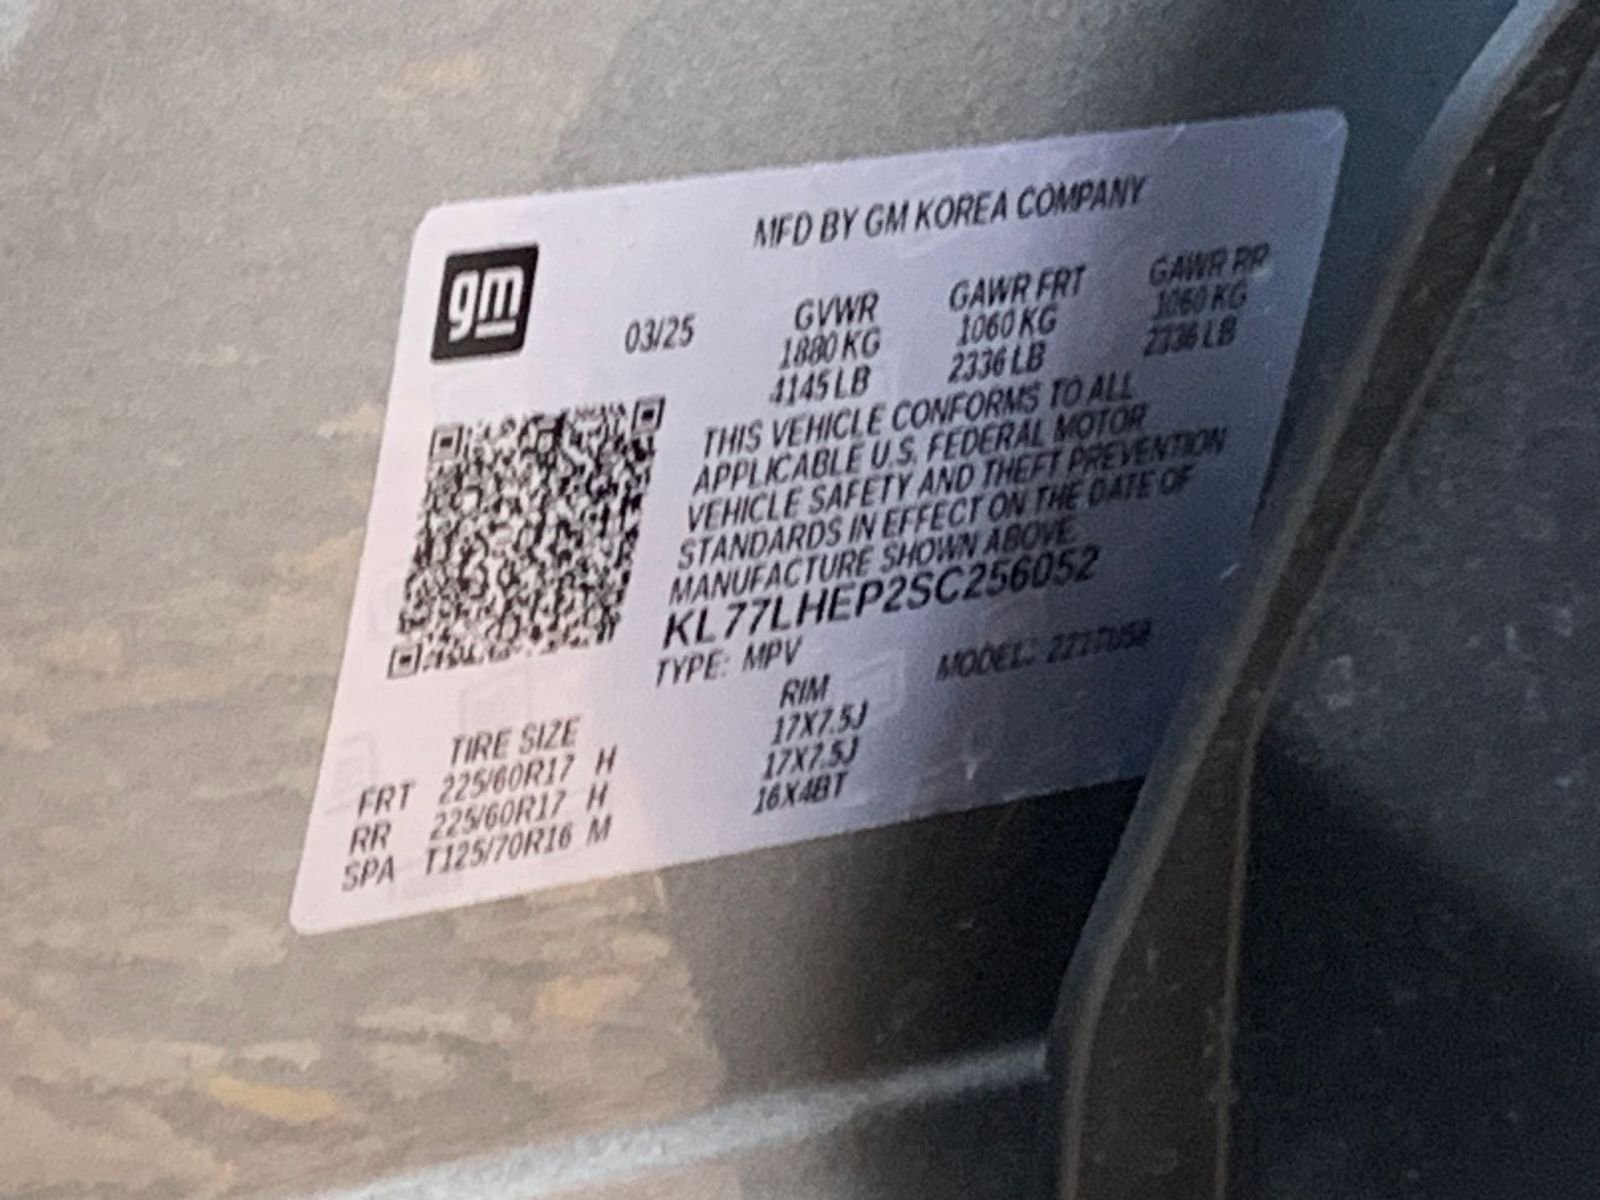 MFD BY GM KOREA COMPANY
gm
03/25 GVWR GAWR FRT GAWR RR
1880 KG 1060 KG 1060 KG
4145 LB 2336 LB 2336 LB
THIS VEHICLE CONFORMS TO ALL
APPLICABLE U.S. FEDERAL MOTOR
VEHICLE SAFETY AND THEFT PREVENTION
STANDARDS IN EFFECT ON THE DATE OF
MANUFACTURE SHOWN ABOVE.
KL77LHEP2SC256052
TYPE: MPV MODEL:
TIRE SIZE RIM
FRT 225/60R17 H 17X7.5J
RR 225/60R17 H 17X7.5J
SPA T125/70R16 M 16X4BT